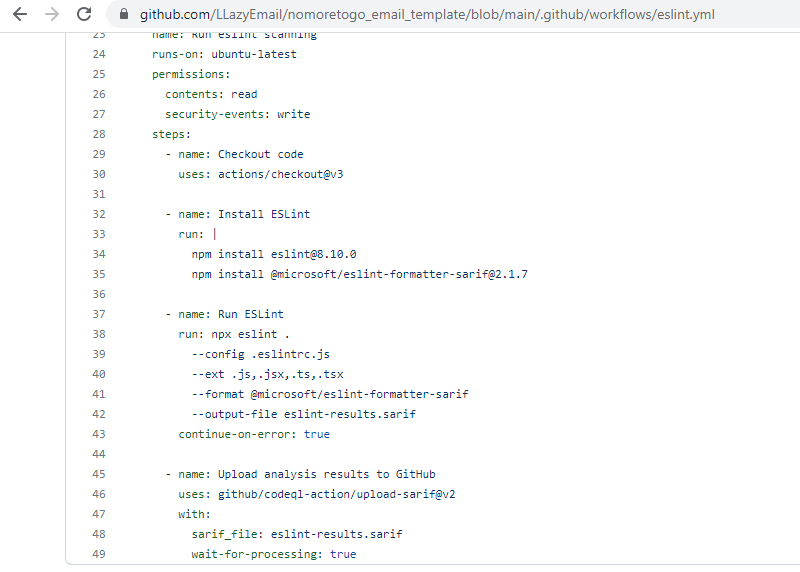 github.com/LLazyEmail/nomoretogo_email_template/blob/main/.github/workflows/eslint.yml
23 name: Run eslint scanning
24 runs-on: ubuntu-latest
25 permissions:
26 contents: read
27 security-events: write
28 steps:
29 - name: Checkout code
30 uses: actions/checkout@v3
31
32 - name: Install ESLint
33 run: |
34 npm install eslint@8.10.0
35 npm install @microsoft/eslint-formatter-sarif@2.1.7
36
37 - name: Run ESLint
38 run: npx eslint .
39 --config .eslintrc.js
40 --ext .js,.jsx,.ts,.tsx
41 --format @microsoft/eslint-formatter-sarif
42 --output-file eslint-results.sarif
43 continue-on-error: true
44
45 - name: Upload analysis results to GitHub
46 uses: github/codeql-action/upload-sarif@v2
47 with:
48 sarif_file: eslint-results.sarif
49 wait-for-processing: true